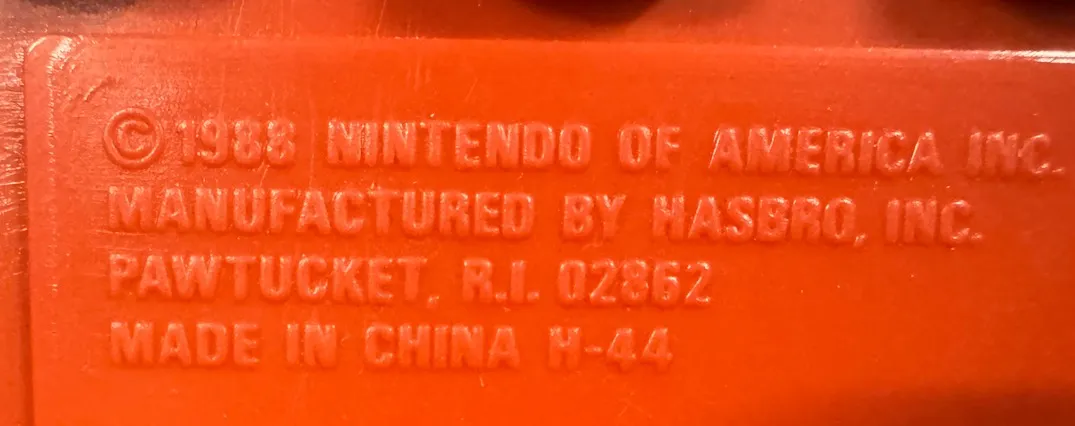 ©1988 NINTENDO OF AMERICA INC.
MANUFACTURED BY HASBRO, INC.
PAWTUCKET, R.I. 02862
MADE IN CHINA H-44